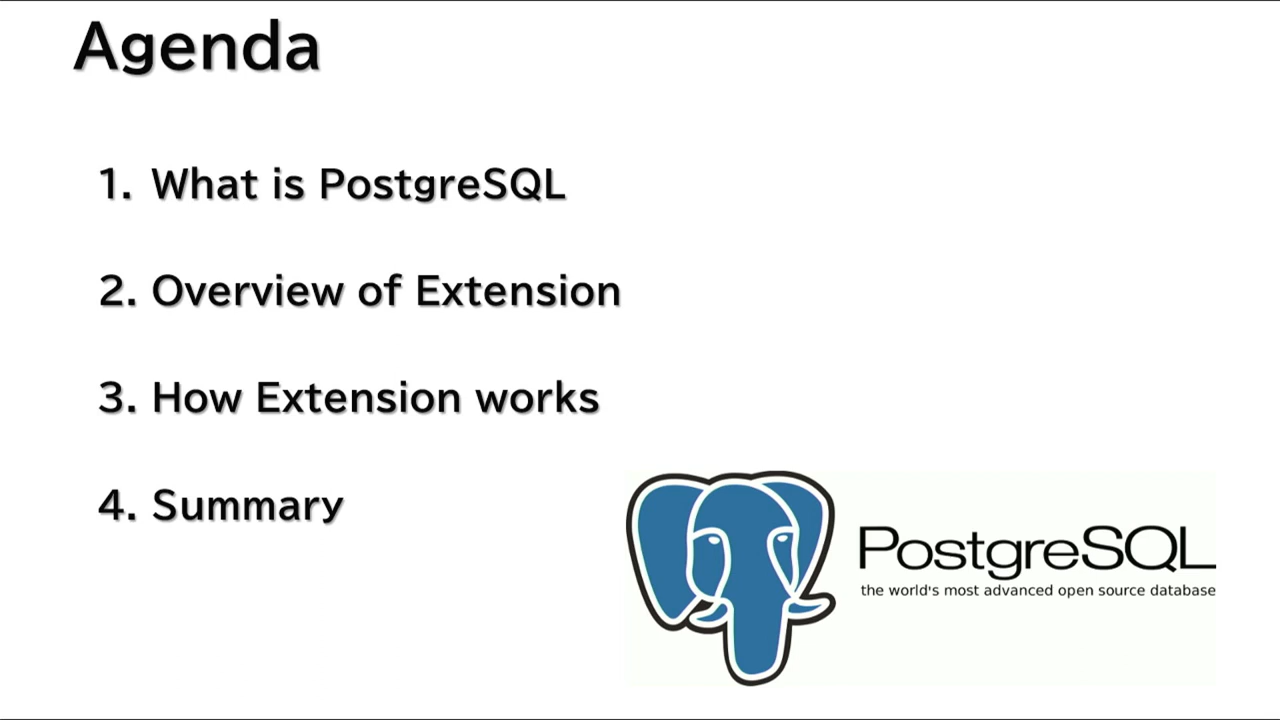 Agenda
1. What is PostgreSQL
2. Overview of Extension
3. How Extension works
4. Summary
PostgreSQL
the world's most advanced open source database